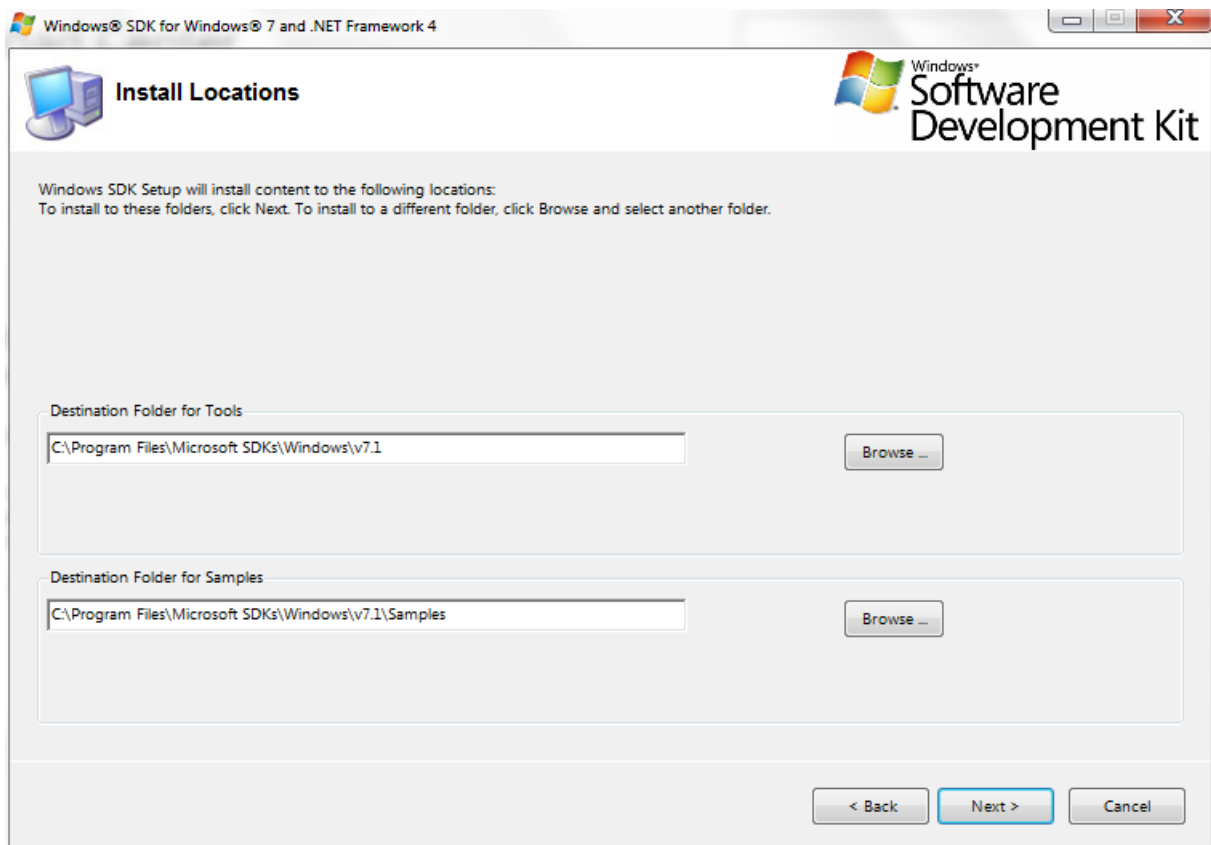 Windows® SDK for Windows® 7 and .NET Framework 4
Install Locations
Windows®
Software
Development Kit
Windows SDK Setup will install content to the following locations:
To install to these folders, click Next. To install to a different folder, click Browse and select another folder.
Destination Folder for Tools
C:\Program Files\Microsoft SDKs\Windows\v7.1
Browse ...
Destination Folder for Samples
C:\Program Files\Microsoft SDKs\Windows\v7.1\Samples
Browse ...
< Back
Next >
Cancel